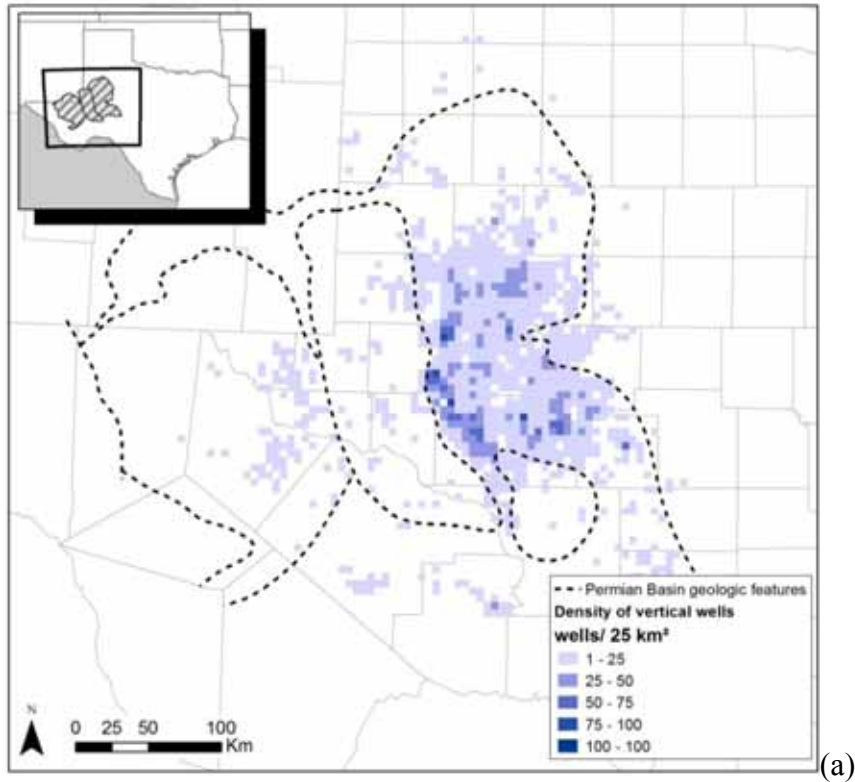 Permian Basin geologic features
Density of vertical wells
wells/ 25 km²
1 - 25
25 - 50
50 - 75
75 - 100
100 - 100
N
0 25 50 100
Km
(a)